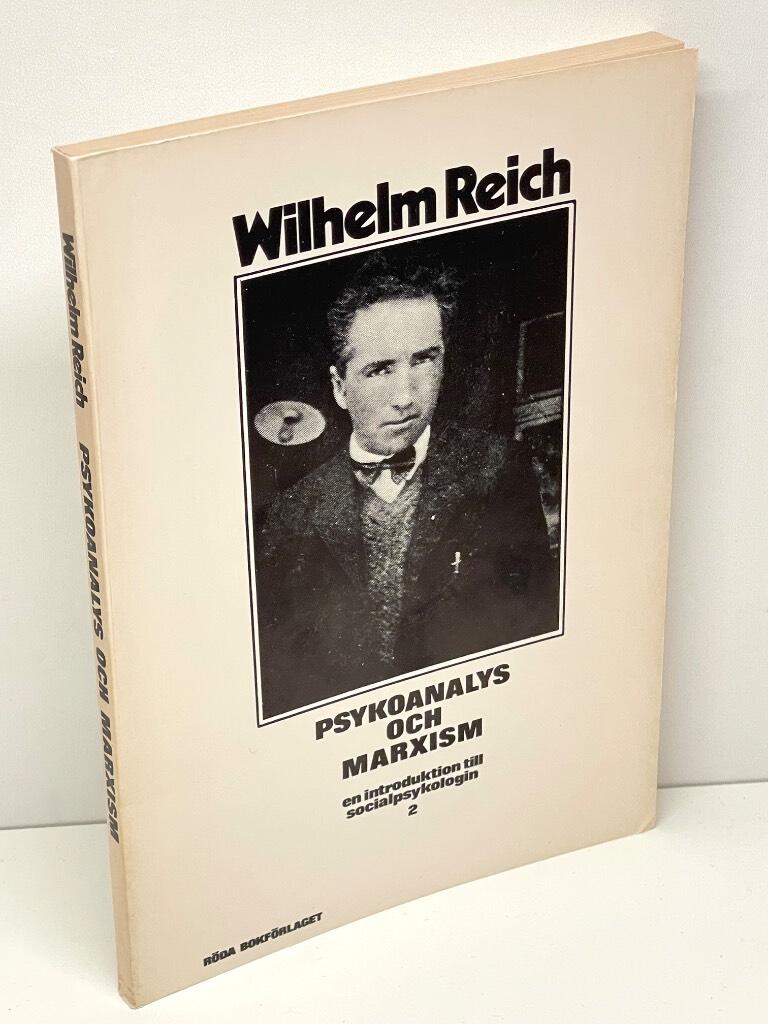 Wilhelm Reich
PSYKOANALYS
OCH
MARXISM
en introduktion till
socialpsykologin
2
RÖDA BOKFÖRLAGET
Wilhelm Reich PSYKOANALYS OCH MARXISM